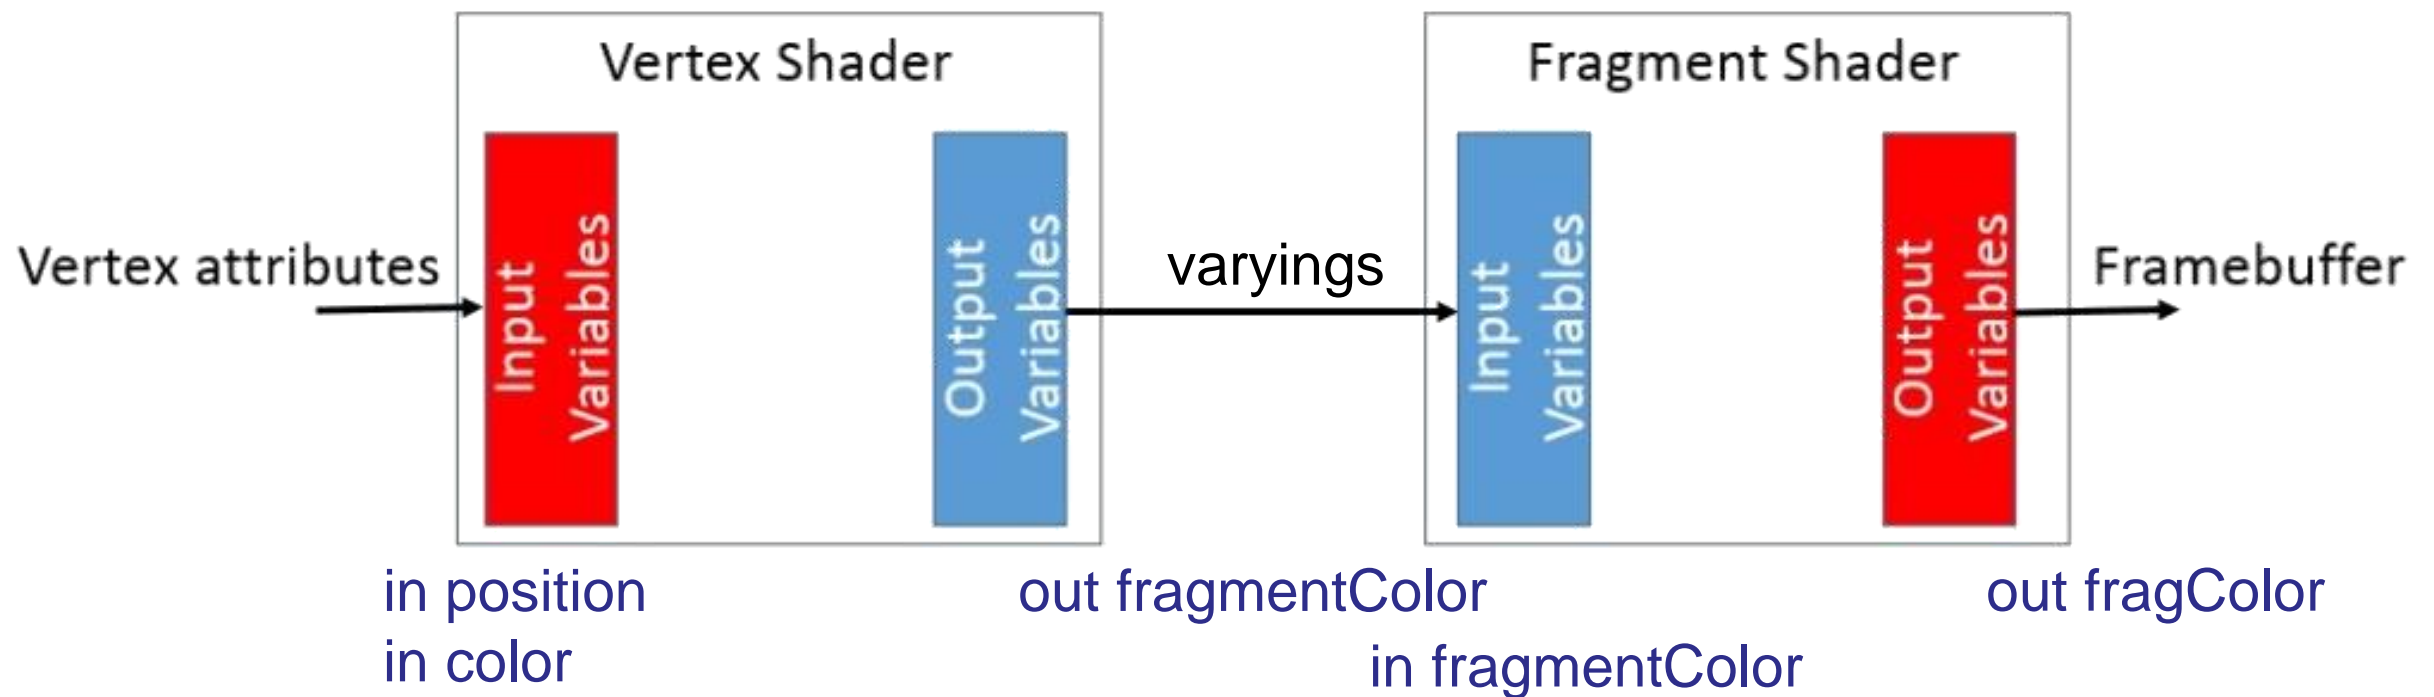 Vertex Shader
Fragment Shader
Vertex attributes
Input
Variables
Output
Variables
varyings
Input
Variables
Output
Variables
Framebuffer
in position
in color
out fragmentColor
in fragmentColor
out fragColor